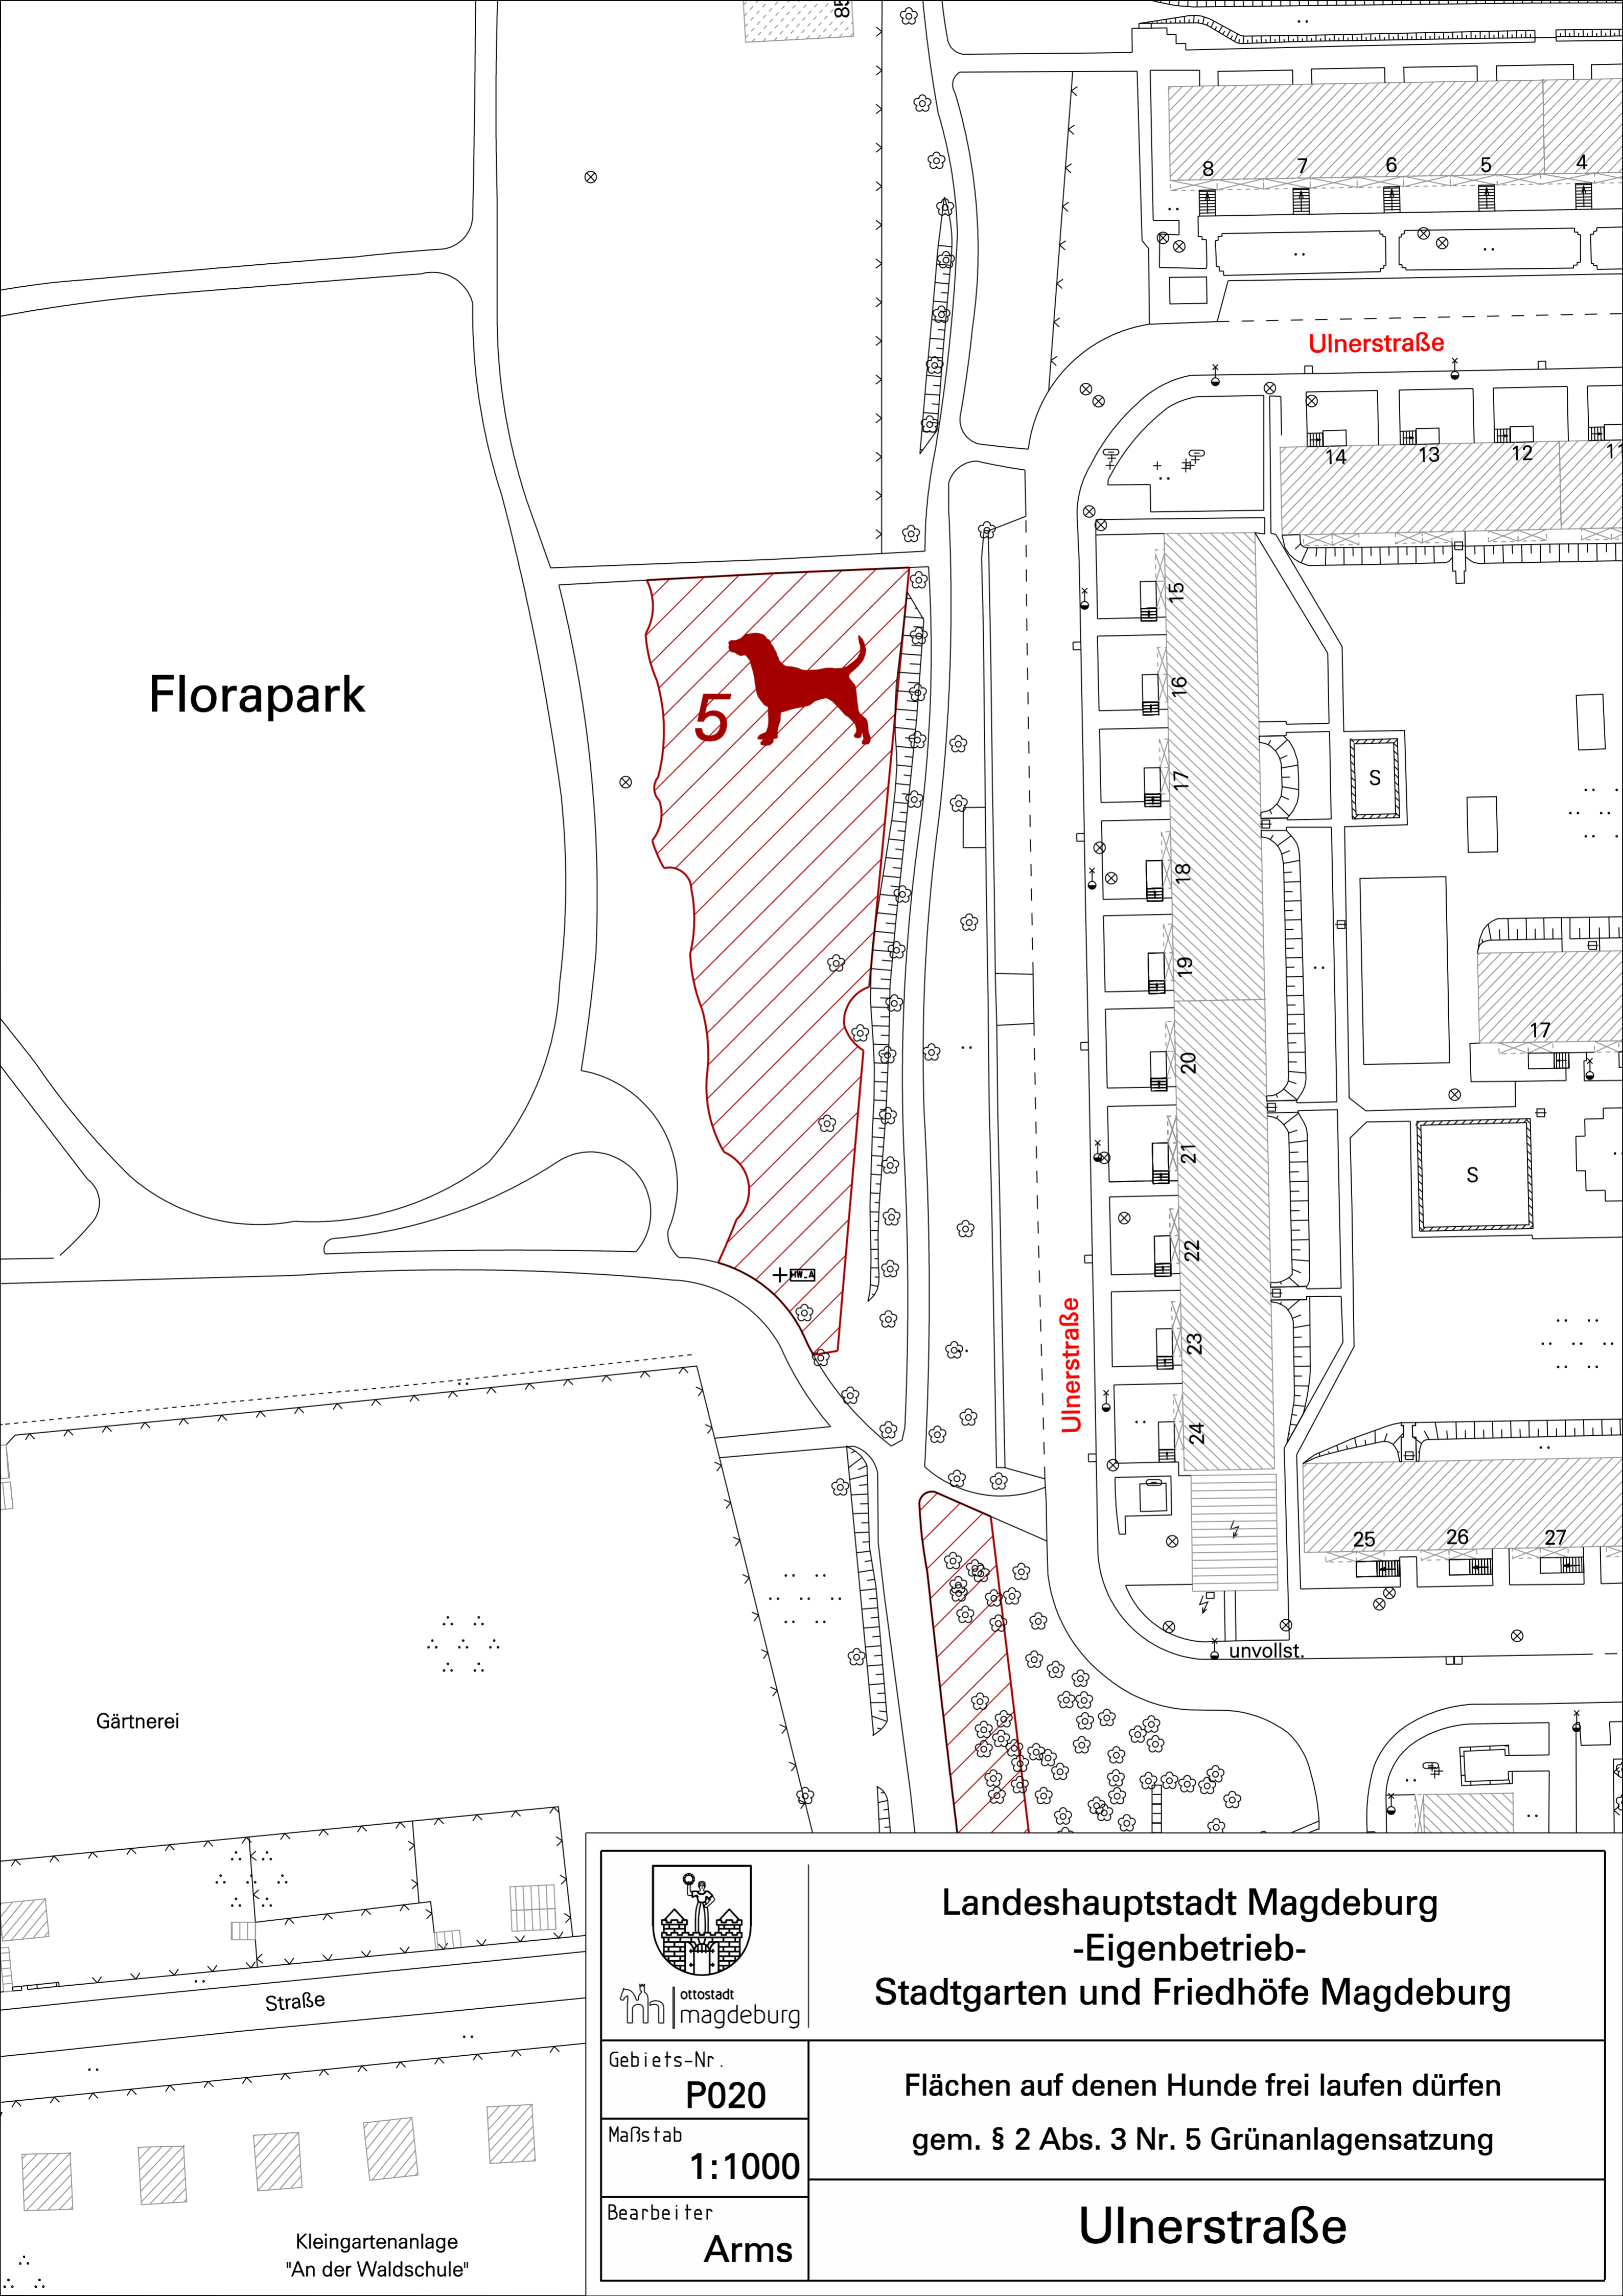 85
8
7
6
5
4
Ulnerstraße
14
13
12
11
15
Florapark
5
16
17
S
18
19
17
20
21
S
22
Ulnerstraße
HW_A
23
24
25
26
27
unvollst.
Gärtnerei
Straße
Kleingartenanlage
"An der Waldschule"
Landeshauptstadt Magdeburg
-Eigenbetrieb-
Stadtgarten und Friedhöfe Magdeburg
ottostadt
magdeburg
Gebiets-Nr.
P020
Maßstab
1:1000
Bearbeiter
Arms
Flächen auf denen Hunde frei laufen dürfen
gem. § 2 Abs. 3 Nr. 5 Grünanlagensatzung
Ulnerstraße